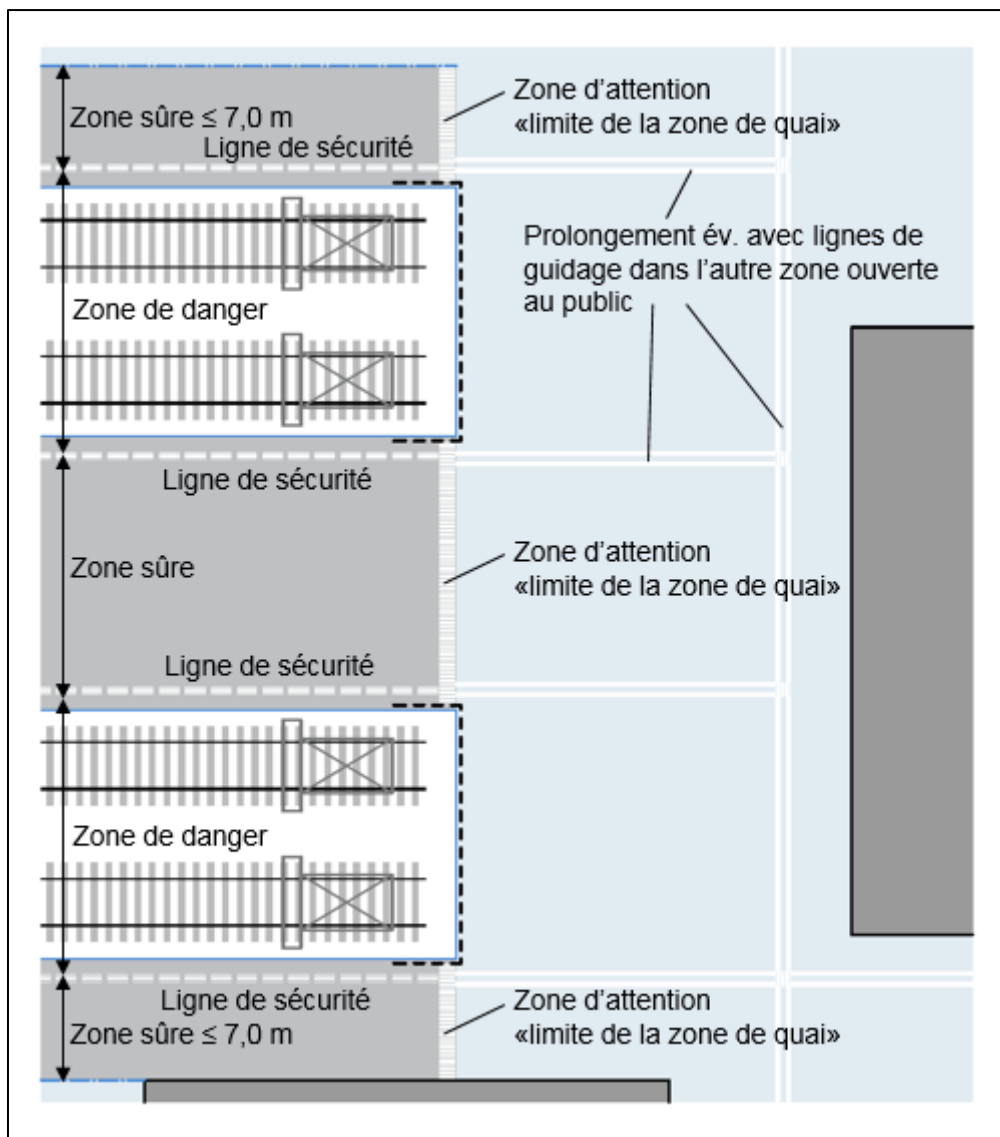 Zone d’attention
«limite de la zone de quai»
Zone sûre ≤ 7,0 m
Ligne de sécurité
Prolongement év. avec lignes de
guidage dans l’autre zone ouverte
au public
Zone de danger
Ligne de sécurité
Zone d’attention
«limite de la zone de quai»
Zone sûre
Ligne de sécurité
Zone de danger
Ligne de sécurité
Zone sûre ≤ 7,0 m
Zone d’attention
«limite de la zone de quai»